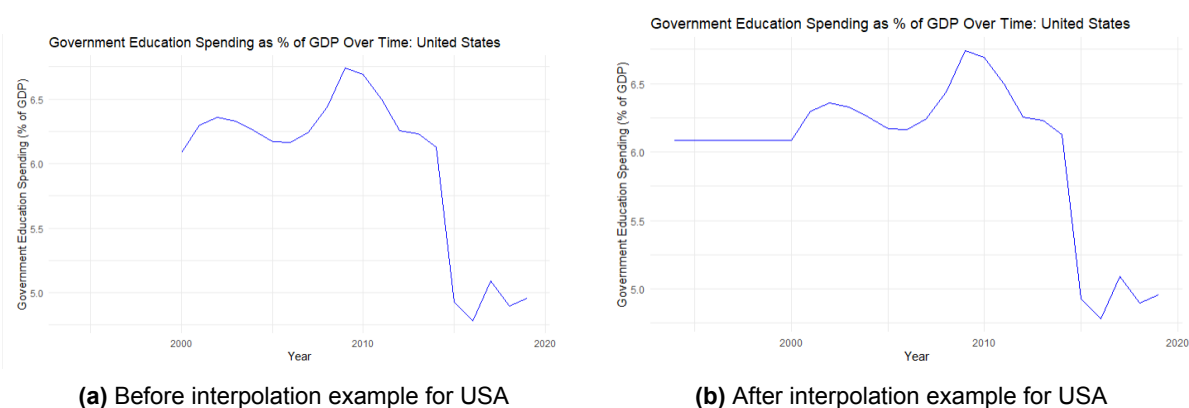 Government Education Spending as % of GDP Over Time: United States
Government Education Spending (% of GDP)
6.5
6.0
5.5
5.0
2000
2010
2020
Year
(a) Before interpolation example for USA
Government Education Spending as % of GDP Over Time: United States
Government Education Spending (% of GDP)
6.5
6.0
5.5
5.0
2000
2010
2020
Year
(b) After interpolation example for USA